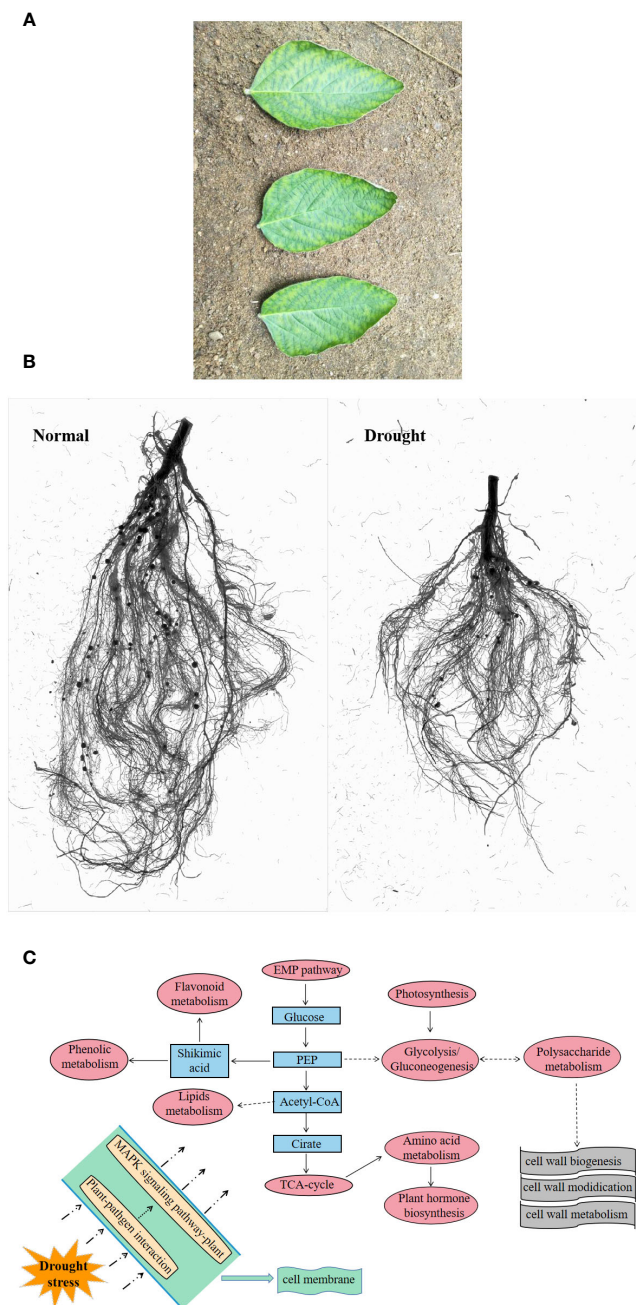 A
B
Normal
Drought
C
EMP pathway
Flavonoid
metabolism
Photosynthesis
Glucose
Phenolic
metabolism
Shikimic
acid
PEP
Glycolysis/
Gluconeogenesis
Polysaccharide
metabolism
Lipids
metabolism
Acetyl-CoA
Cirate
Amino acid
metabolism
cell wall biogenesis
cell wall modidication
cell wall metabolism
TCA-cycle
Plant hormone
biosynthesis
MAPK signaling pathway-plant
Plant-pathgen
interaction
Drought
stress
cell membrane